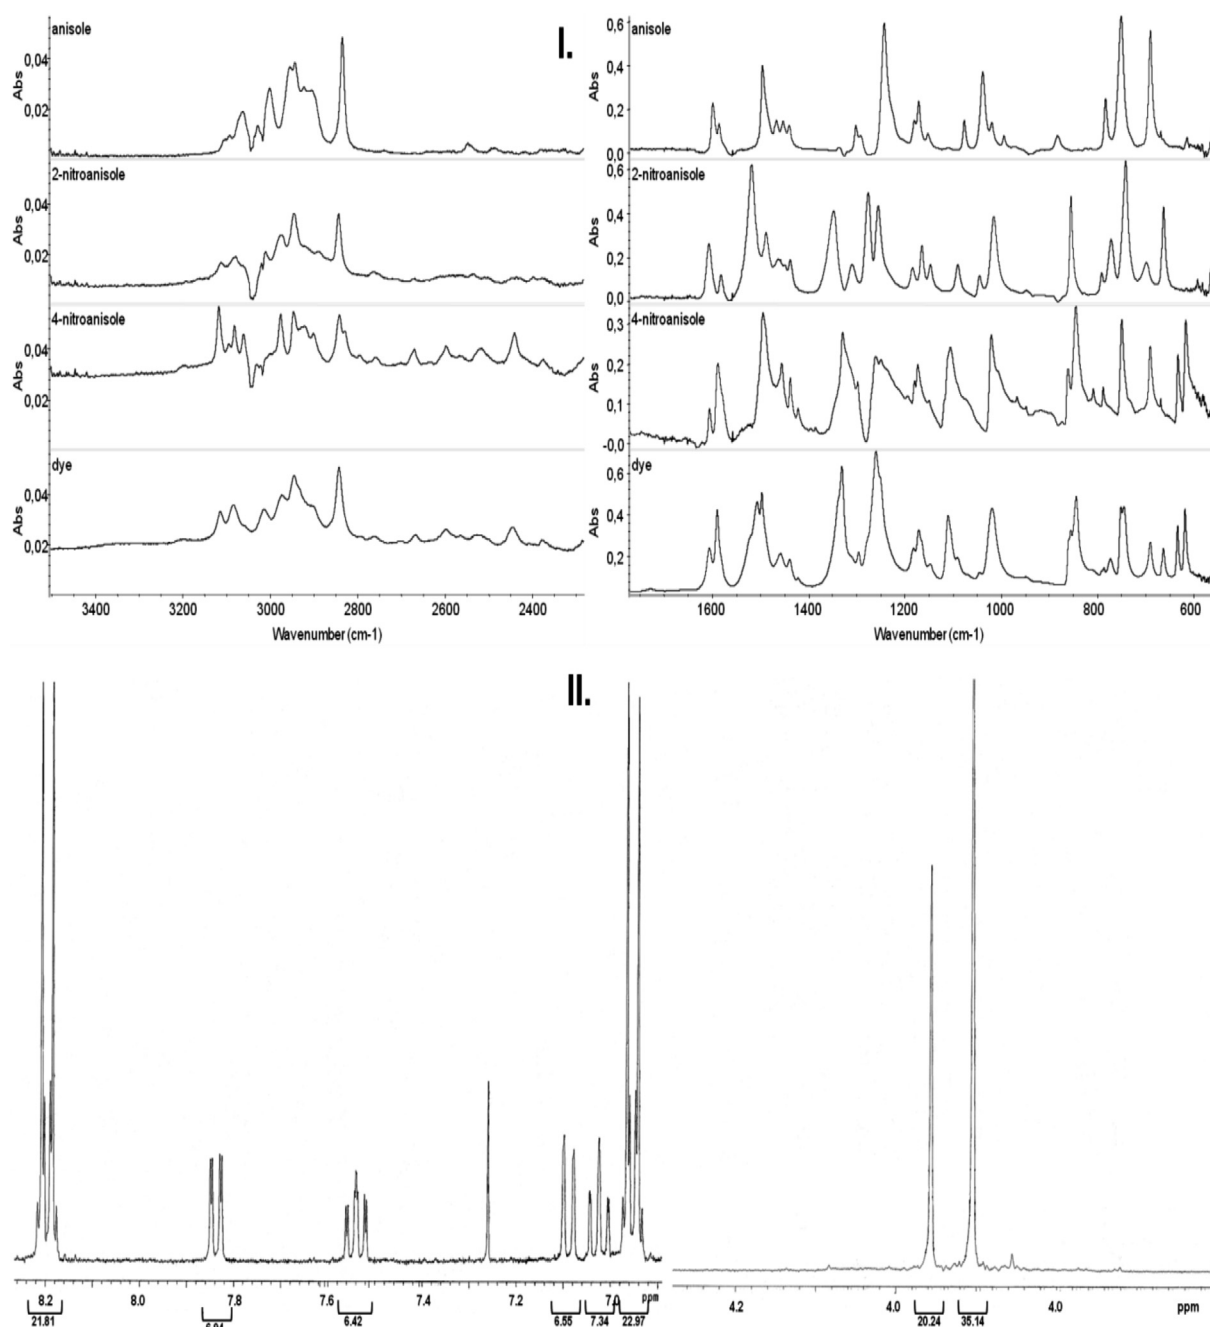 I.
anisole
0,04
0,02
Abs
2-nitroanisole
0,04
0,02
Abs
4-nitroanisole
0,04
0,02
Abs
dye
0,04
0,02
Abs
3400 3200 3000 2800 2600 2400
Wavenumber (cm-1)
anisole
0,6
0,4
0,2
0,0
Abs
2-nitroanisole
0,6
0,4
0,2
0,0
Abs
4-nitroanisole
0,3
0,2
0,1
-0,0
Abs
dye
0,6
0,4
0,2
Abs
1600 1400 1200 1000 800 600
Wavenumber (cm-1)
II.
8.2 8.0 7.8 7.6 7.4 7.2 ppm
21.81 6.42 6.55 7.34 22.97
4.2 4.0 4.0 ppm
20.24 35.14